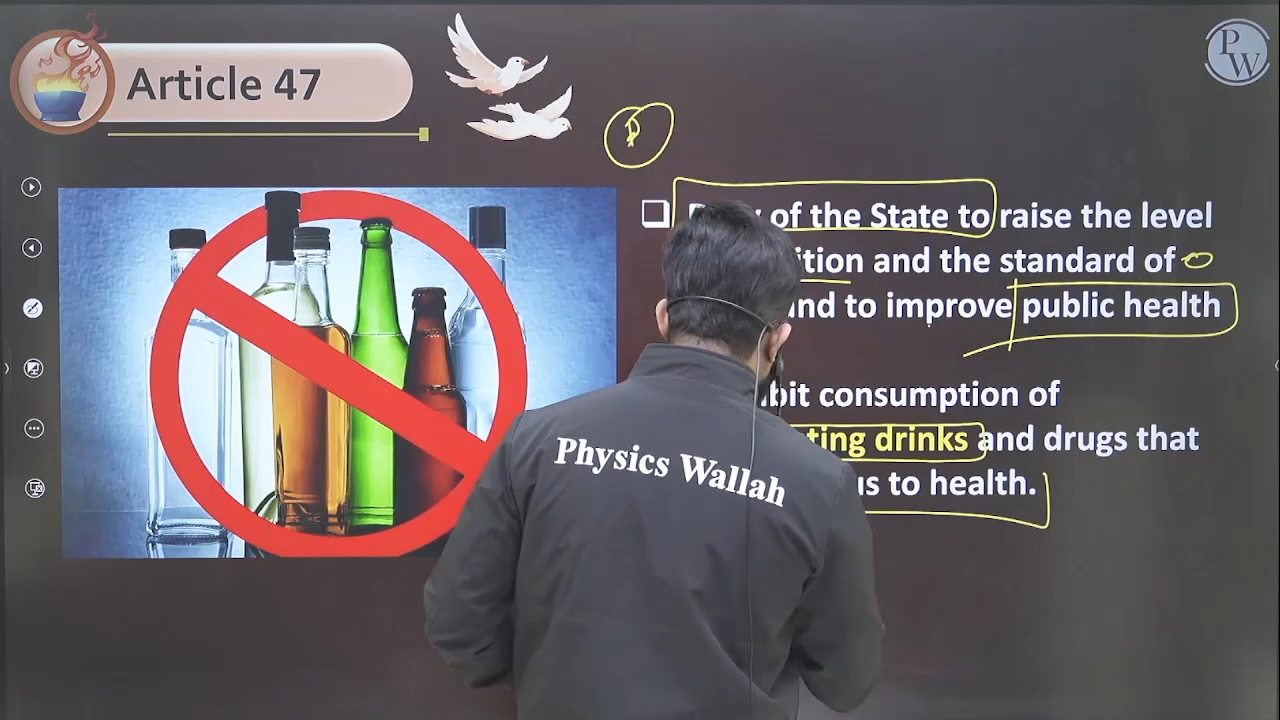 Article 47
PW
of the State to raise the level
ition and the standard of
and to improve public health
bit consumption of
ting drinks and drugs that
us to health.
Physics Wallah